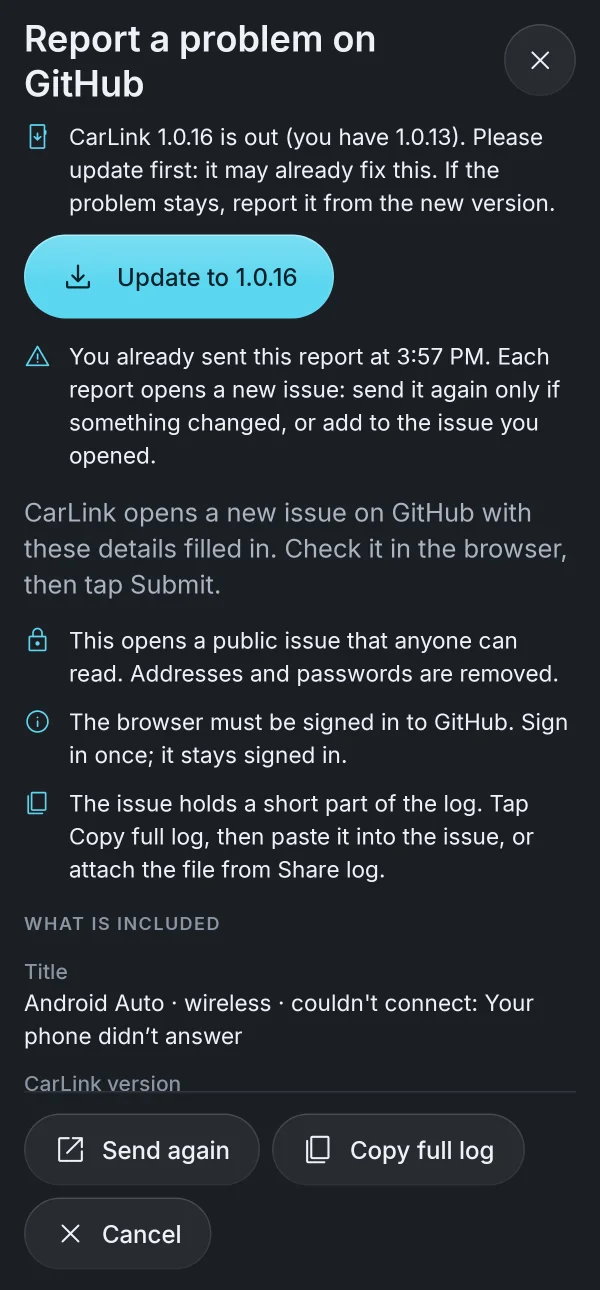 Report a problem on
GitHub
CarLink 1.0.16 is out (you have 1.0.13). Please
update first: it may already fix this. If the
problem stays, report it from the new version.
Update to 1.0.16
You already sent this report at 3:57 PM. Each
report opens a new issue: send it again only if
something changed, or add to the issue you
opened.
CarLink opens a new issue on GitHub with
these details filled in. Check it in the browser,
then tap Submit.
This opens a public issue that anyone can
read. Addresses and passwords are removed.
The browser must be signed in to GitHub. Sign
in once; it stays signed in.
The issue holds a short part of the log. Tap
Copy full log, then paste it into the issue, or
attach the file from Share log.
WHAT IS INCLUDED
Title
Android Auto · wireless · couldn't connect: Your
phone didn’t answer
CarLink version
Send again
Copy full log
Cancel